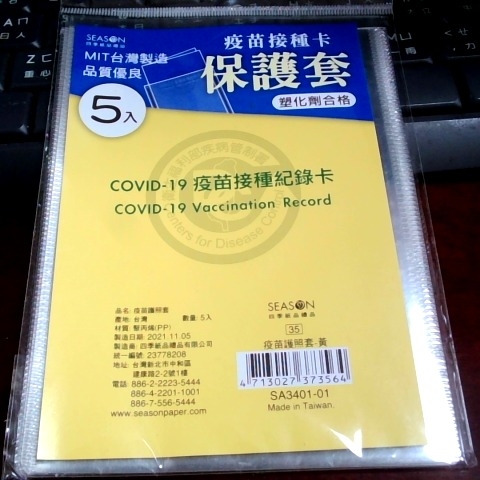 SEASON
四季紙品禮品
MIT台灣製造
品質優良
疫苗接種卡
保護套
5入
塑化劑合格
COVID-19 疫苗接種紀錄卡
COVID-19 Vaccination Record
品名: 疫苗護照套
產地: 台灣 數量: 5入
材質: 聚丙烯(PP)
製造日期: 2021.11.05
製造商: 四季紙品禮品有限公司
統一編號: 23778208
地址: 台灣新北市中和區
建康路2-2號1樓
電話: 886-2-2223-5444
886-4-2201-1001
886-7-556-5444
www.seasonpaper.com
SEASON
四季紙品禮品
35
疫苗護照套-黃
4 713027 373564
SA3401-01
Made in Taiwan.